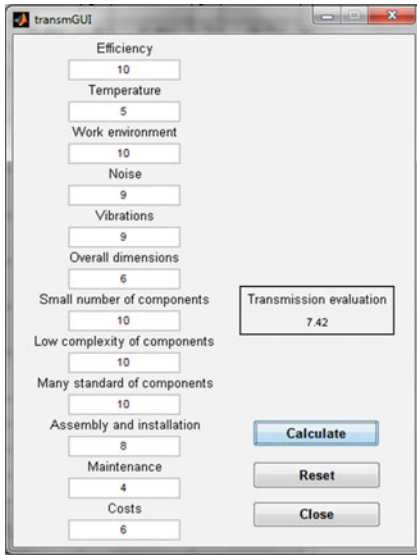 transmGUI
Efficiency
10
Temperature
5
Work environment
10
Noise
9
Vibrations
9
Overall dimensions
6
Small number of components
10
Low complexity of components
10
Many standard of components
10
Assembly and installation
8
Maintenance
4
Costs
6
Transmission evaluation
7.42
Calculate
Reset
Close